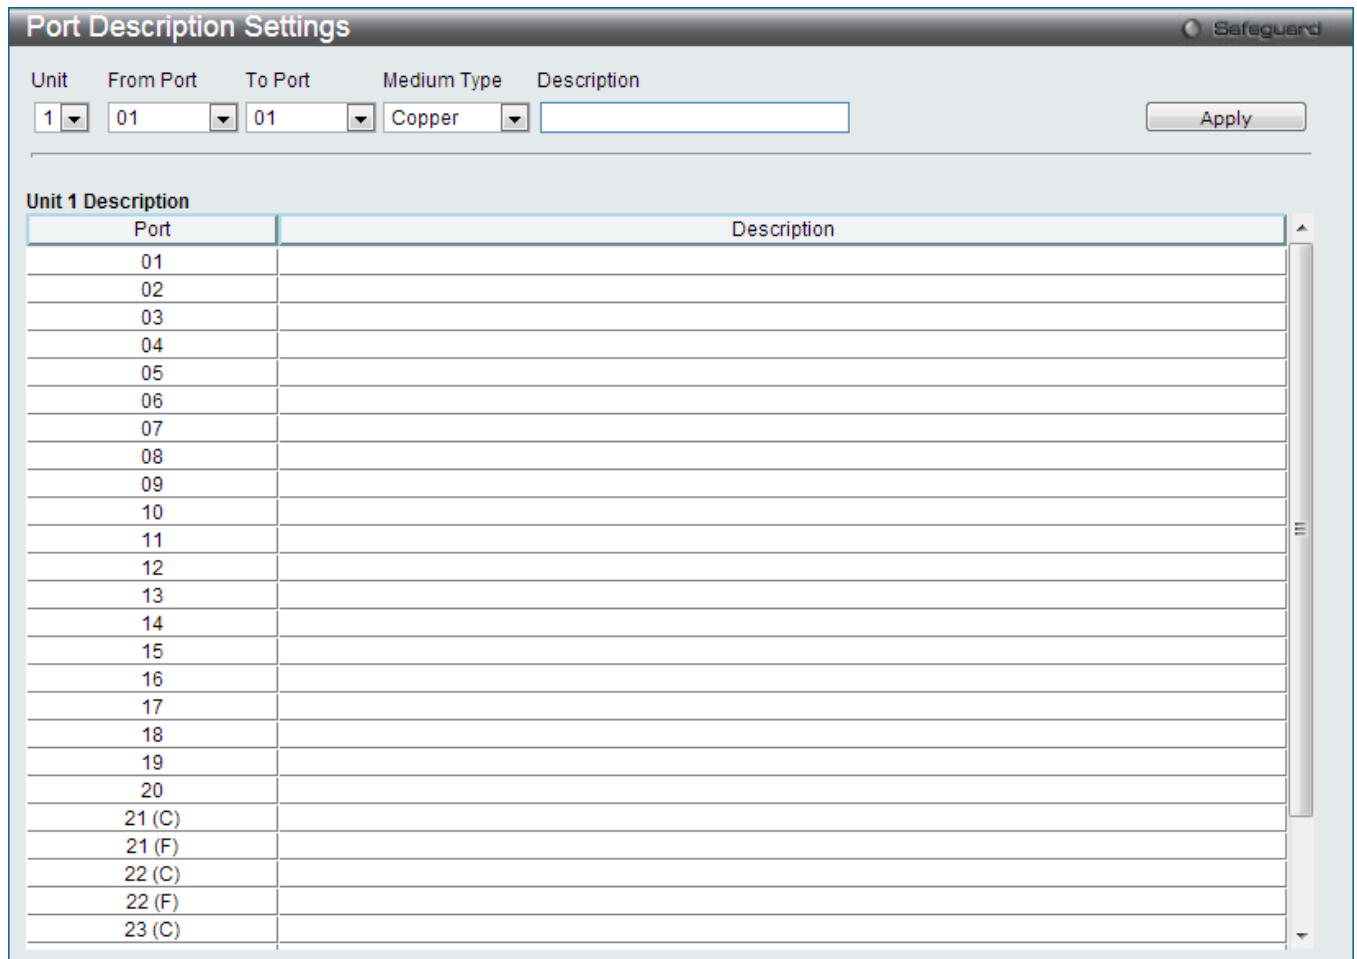 Port Description Settings Safeguard
Unit From Port To Port Medium Type Description
1 01 01 Copper Apply
Unit 1 Description
Port Description
01
02
03
04
05
06
07
08
09
10
11
12
13
14
15
16
17
18
19
20
21 (C)
21 (F)
22 (C)
22 (F)
23 (C)